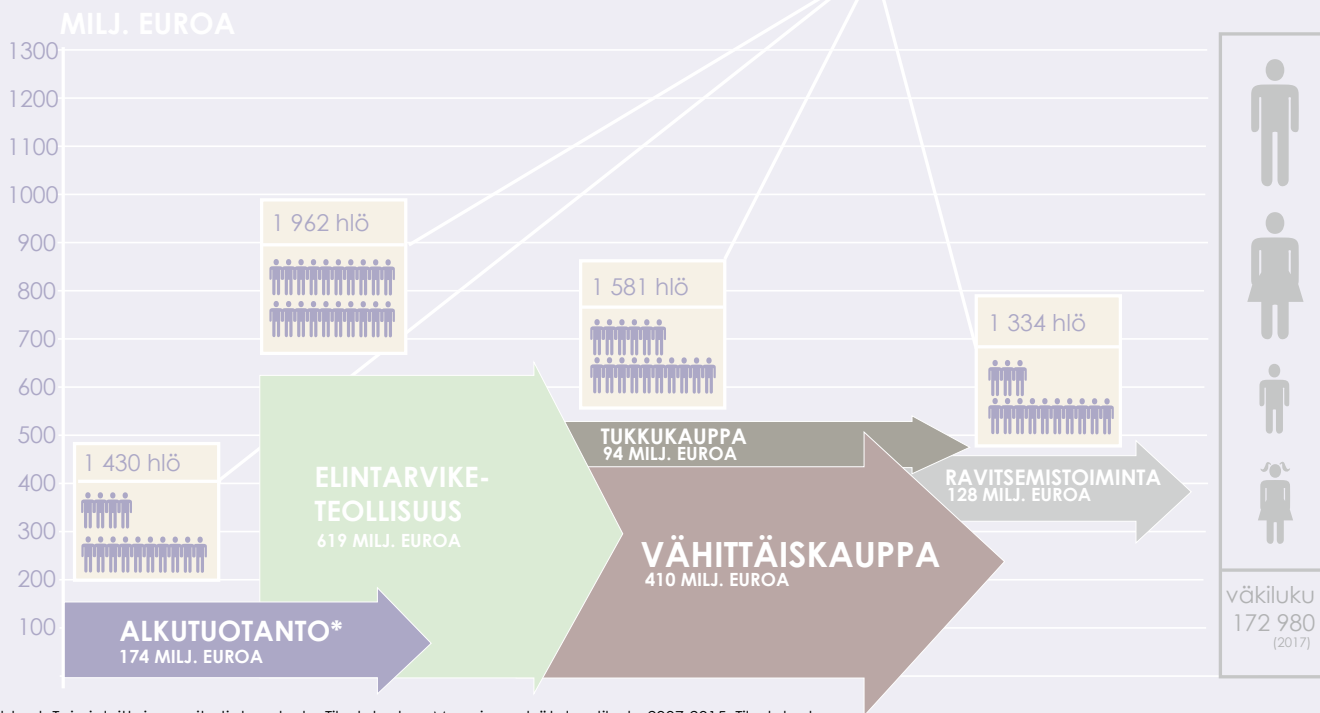 MILJ. EUROA
1300
1200
1100
1000
900
800
700
600
500
400
300
200
100
1 962 hlö
1 581 hlö
1 334 hlö
1 430 hlö
TUKKUKAUPPA
94 MILJ. EUROA
RAVITSEMISTOIMINTA
128 MILJ. EUROA
ELINTARVIKE-
TEOLLISUUS
619 MILJ. EUROA
VÄHITTÄISKAUPPA
410 MILJ. EUROA
ALKUTUOTANTO*
174 MILJ. EUROA
väkiluku
172 980
(2017)